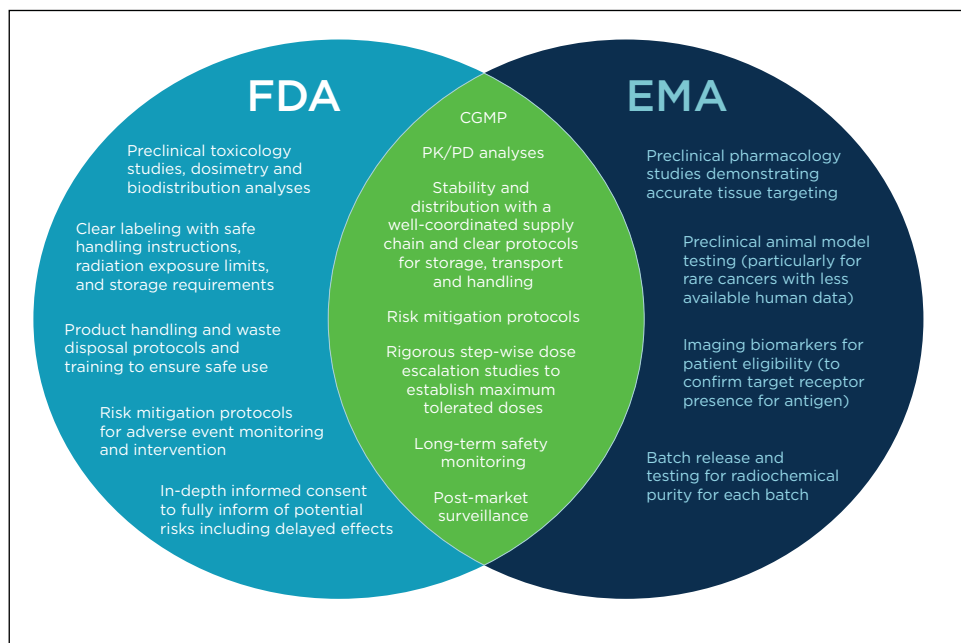 FDA
Preclinical toxicology
studies, dosimetry and
biodistribution analyses
Clear labeling with safe
handling instructions,
radiation exposure limits,
and storage requirements
Product handling and waste
disposal protocols and
training to ensure safe use
Risk mitigation protocols
for adverse event monitoring
and intervention
In-depth informed consent
to fully inform of potential
risks including delayed effects
CGMP
PK/PD analyses
Stability and
distribution with a
well-coordinated supply
chain and clear protocols
for storage, transport
and handling
Risk mitigation protocols
Rigorous step-wise dose
escalation studies to
establish maximum
tolerated doses
Long-term safety
monitoring
Post-market
surveillance
EMA
Preclinical pharmacology
studies demonstrating
accurate tissue targeting
Preclinical animal model
testing (particularly for
rare cancers with less
available human data)
Imaging biomarkers for
patient eligibility (to
confirm target receptor
presence for antigen)
Batch release and
testing for radiochemical
purity for each batch